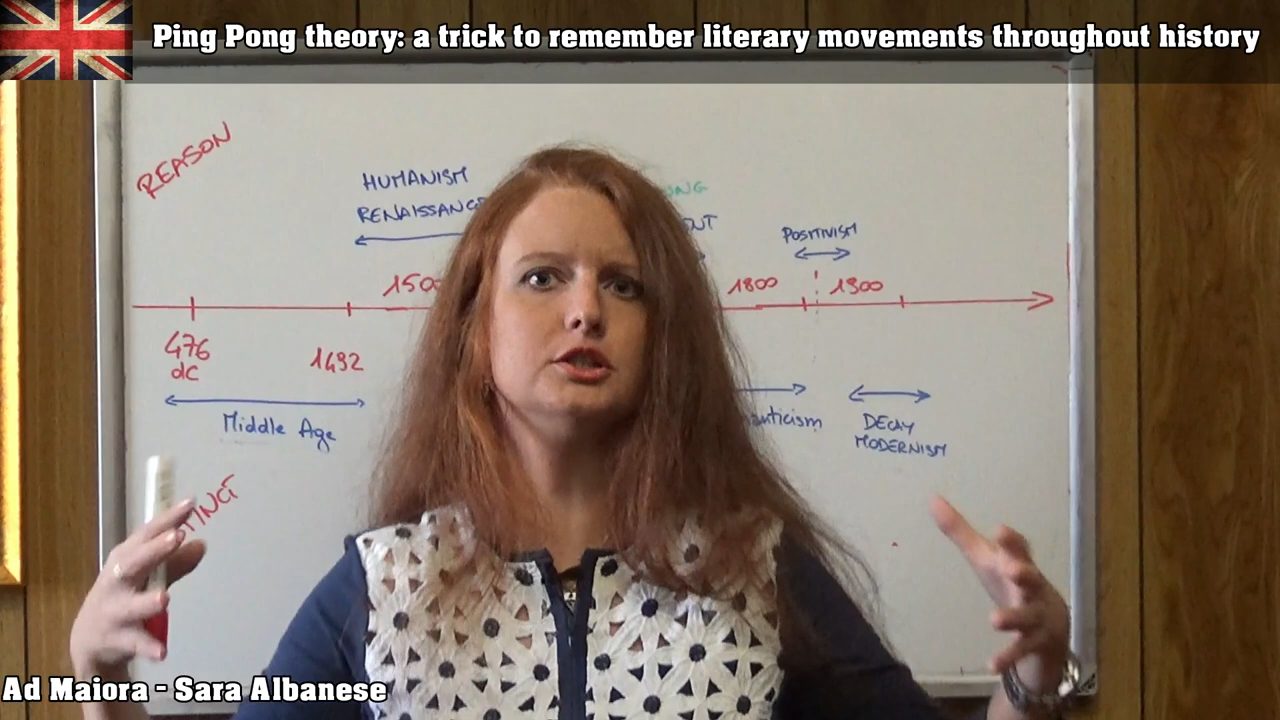 Ping Pong theory: a trick to remember literary movements throughout history
REASON
HUMANISM
RENAISSANCE
POSITIVISM
1800
1900
476
dC
1492
Middle Age
DECAY
MODERNISM
Ad Maiora - Sara Albanese